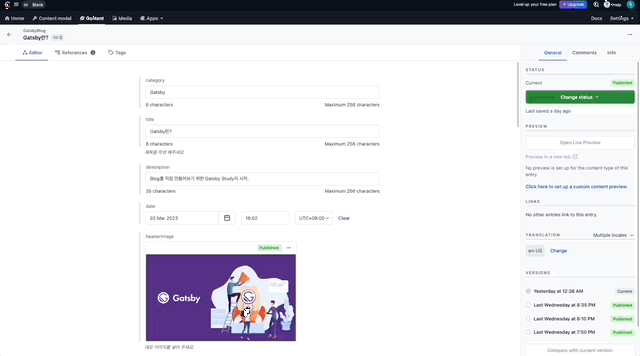 Blonk
Level up your free plan
Upgrade
Help
Home
Content model
Content
Media
Apps
Docs
Settings
GatsbyBlog
Gatsby란?
Editor
References
Tags
General
Comments
Info
category
Gatsby
6 characters
Maximum 256 characters
title
Gatsby란?
8 characters
Maximum 256 characters
제목을 작성 해주세요.
description
Blog를 직접 만들어보기 위한 Gatsby Study의 시작.
35 characters
Maximum 256 characters
date
02 Mar 2023
16:02
UTC+09:00
Clear
headerImage
Published
Gatsby
대표 이미지를 넣어 주세요.
STATUS
Current
Published
Change status
Last saved a day ago
PREVIEW
Open Live Preview
Preview in a new tab
No preview is set for the content type of this entry.
Click here to set up a custom content preview.
LINKS
No other entries link to this entry.
TRANSLATION
Multiple locales
en-US
Change
VERSIONS
Yesterday at 12:26 AM
Current
Last Wednesday at 8:35 PM
Published
Last Wednesday at 8:10 PM
Published
Last Wednesday at 7:50 PM
Published
Compare with current version